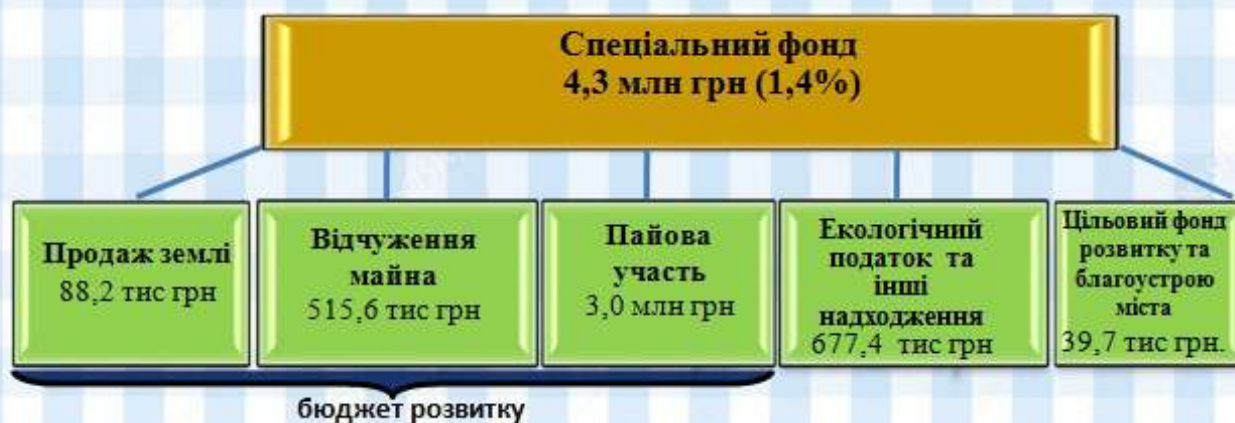 Спеціальний фонд
4,3 млн грн (1,4%)
Продаж землі
88,2 тис грн
Відчуження
майна
515,6 тис грн
Пайова
участь
3,0 млн грн
Екологічний
податок та
інші
надходження
677,4 тис грн
Цільовий фонд
розвитку та
благоустрою
міста
39,7 тис грн.
бюджет розвитку